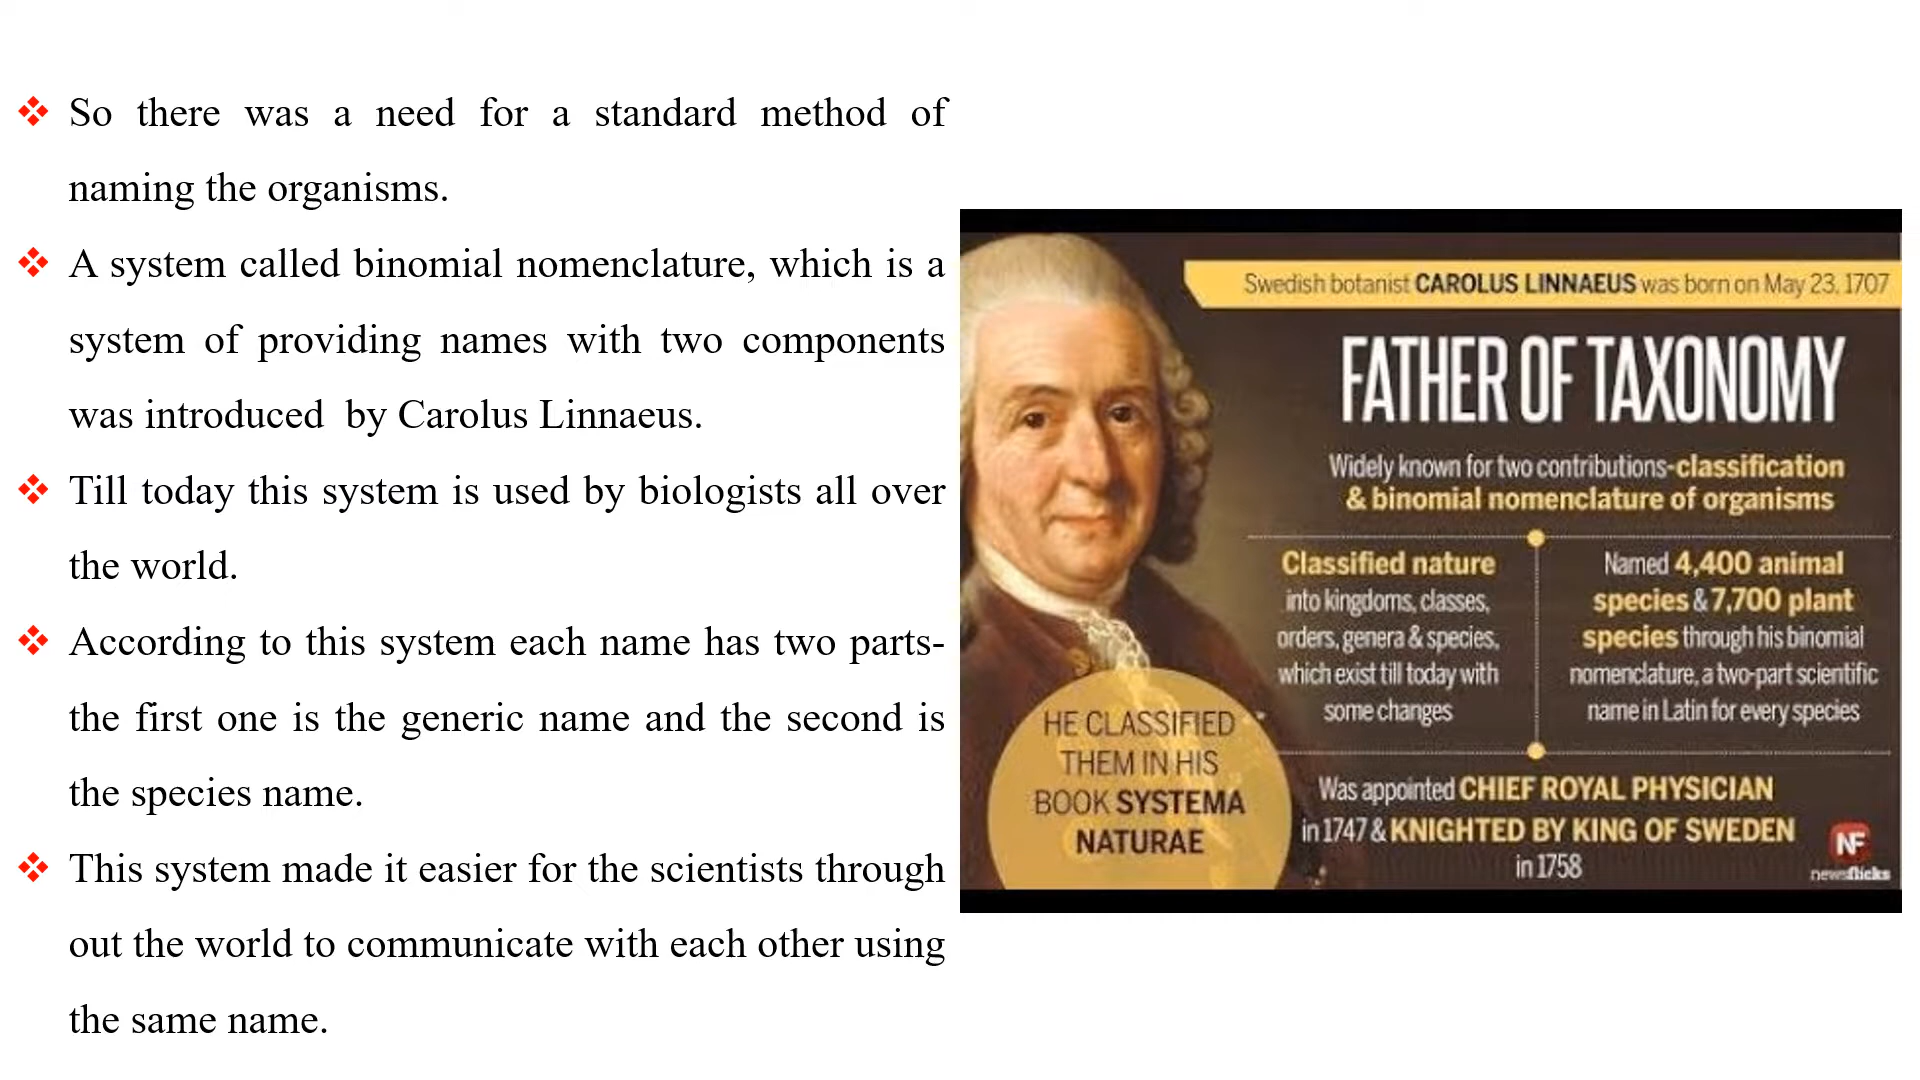 So there was a need for a standard method of
naming the organisms.
A system called binomial nomenclature, which is a
system of providing names with two components
was introduced  by Carolus Linnaeus.
Till today this system is used by biologists all over
the world.
According to this system each name has two parts-
the first one is the generic name and the second is
the species name.
This system made it easier for the scientists through
out the world to communicate with each other using
the same name.
Swedish botanist CAROLUS LINNAEUS was born on May 23, 1707
FATHER OF TAXONOMY
Widely known for two contributions-classification
& binomial nomenclature of organisms
Classified nature
into kingdoms, classes,
orders, genera & species,
which exist till today with
some changes
Named 4,400 animal
species & 7,700 plant
species through his binomial
nomenclature, a two-part scientific
name in Latin for every species
HE CLASSIFIED
THEM IN HIS
BOOK SYSTEMA
NATURAE
Was appointed CHIEF ROYAL PHYSICIAN
in 1747 & KNIGHTED BY KING OF SWEDEN
in 1758
NF
newsflicks